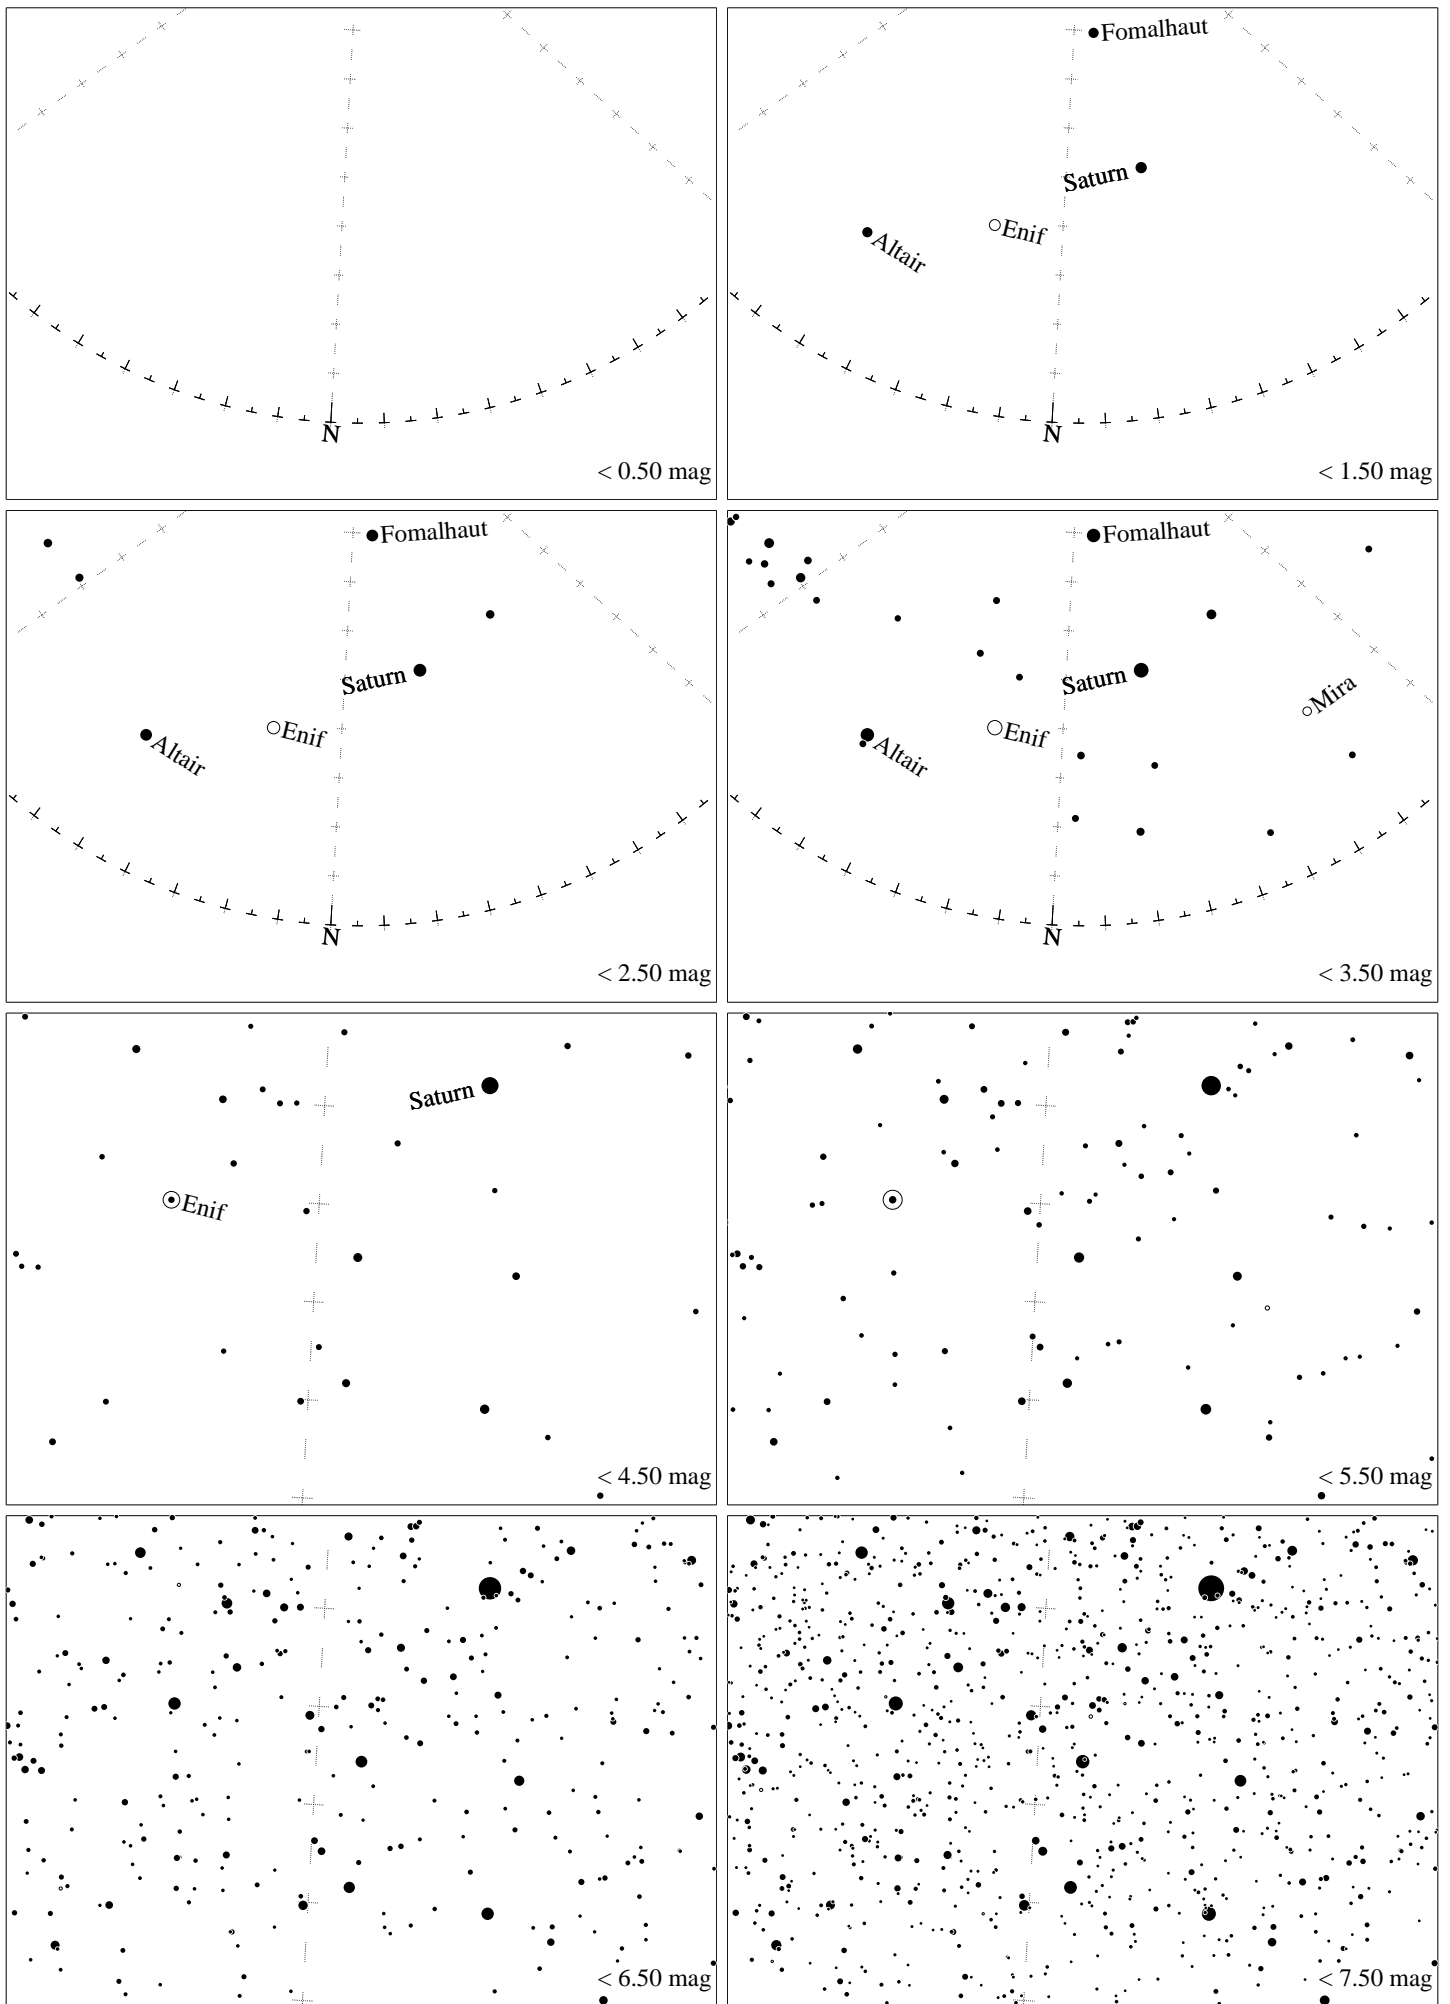 N
< 0.50 mag
Fomalhaut
Saturn
Enif
Altair
N
< 1.50 mag
Fomalhaut
Saturn
Enif
Altair
N
< 2.50 mag
Fomalhaut
Saturn
Mira
Enif
Altair
N
< 3.50 mag
Saturn
Enif
< 4.50 mag
< 5.50 mag
< 6.50 mag
< 7.50 mag